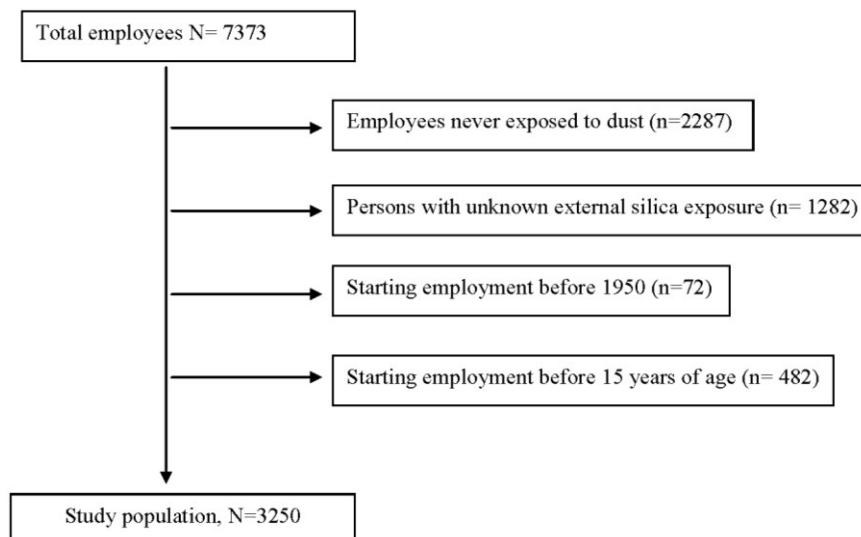 Total employees N= 7373
Employees never exposed to dust (n=2287)
Persons with unknown external silica exposure (n= 1282)
Starting employment before 1950 (n=72)
Starting employment before 15 years of age (n= 482)
Study population, N=3250